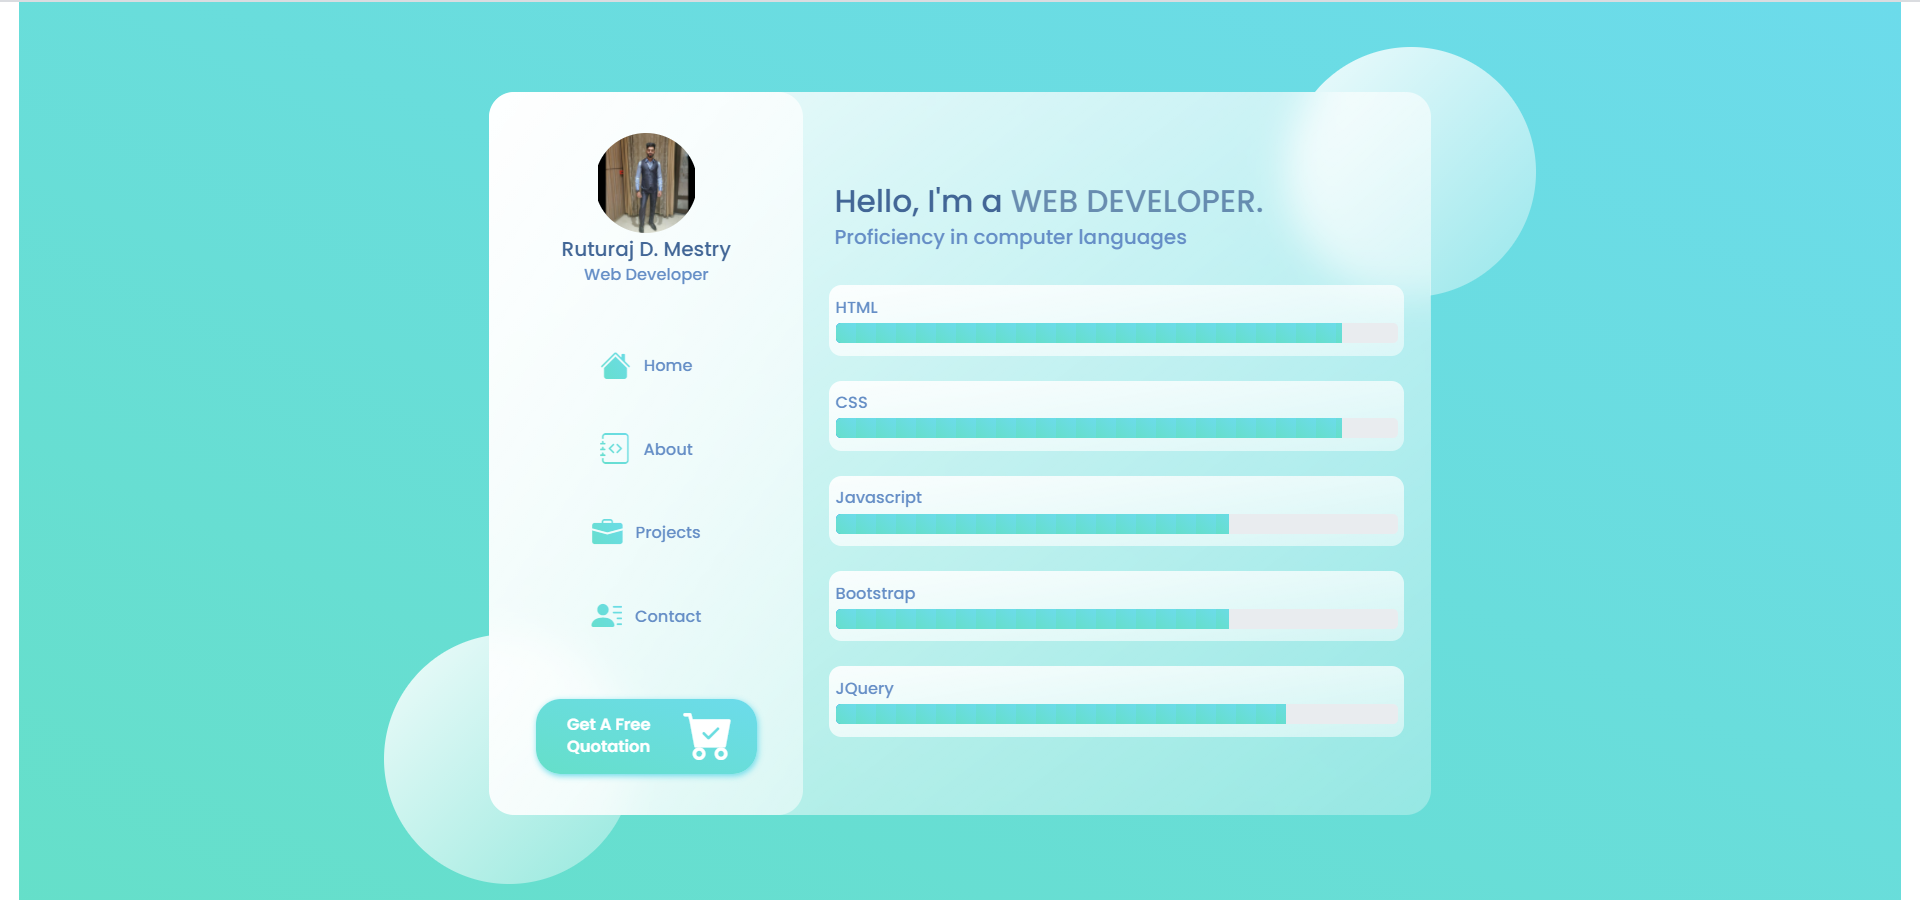 Ruturaj D. Mestry
Web Developer
Home
About
Projects
Contact
Get A Free
Quotation
Hello, I'm a WEB DEVELOPER.
Proficiency in computer languages
HTML
CSS
Javascript
Bootstrap
JQuery